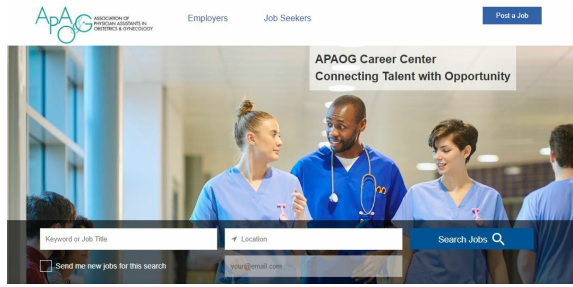 APAOG
ASSOCIATION OF
PHYSICIAN ASSISTANTS IN
OBSTETRICS & GYNECOLOGY
Employers
Job Seekers
Post a Job
APAOG Career Center
Connecting Talent with Opportunity
Keyword or Job Title
Location
Search Jobs
Send me new jobs for this search
your@email.com